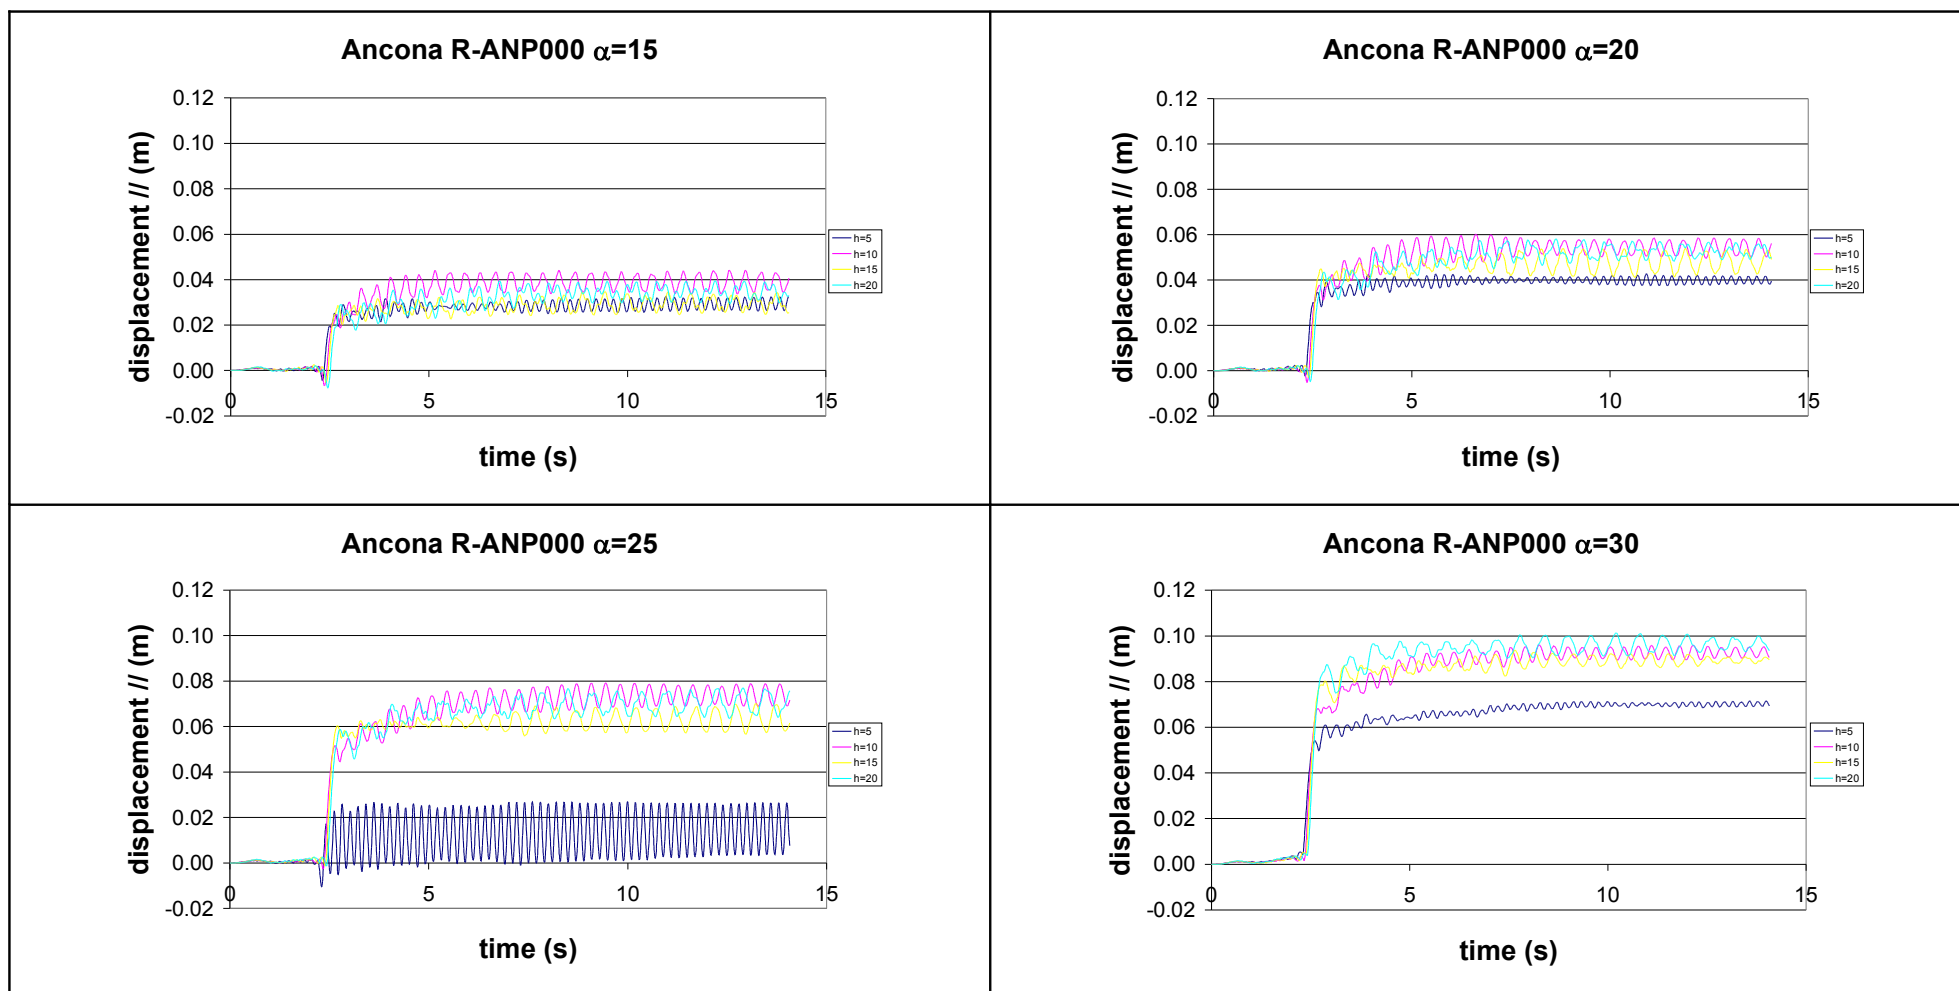 Ancona R-ANP000 α=15
0.12
0.10
0.08
0.06
0.04
0.02
0.00
-0.02
0
5
10
15
displacement // (m)
time (s)
h=5
h=10
h=15
h=20
Ancona R-ANP000 α=20
0.12
0.10
0.08
0.06
0.04
0.02
0.00
-0.02
0
5
10
15
displacement // (m)
time (s)
h=5
h=10
h=15
h=20
Ancona R-ANP000 α=25
0.12
0.10
0.08
0.06
0.04
0.02
0.00
-0.02
0
5
10
15
displacement // (m)
time (s)
h=5
h=10
h=15
h=20
Ancona R-ANP000 α=30
0.12
0.10
0.08
0.06
0.04
0.02
0.00
-0.02
0
5
10
15
displacement // (m)
time (s)
h=5
h=10
h=15
h=20